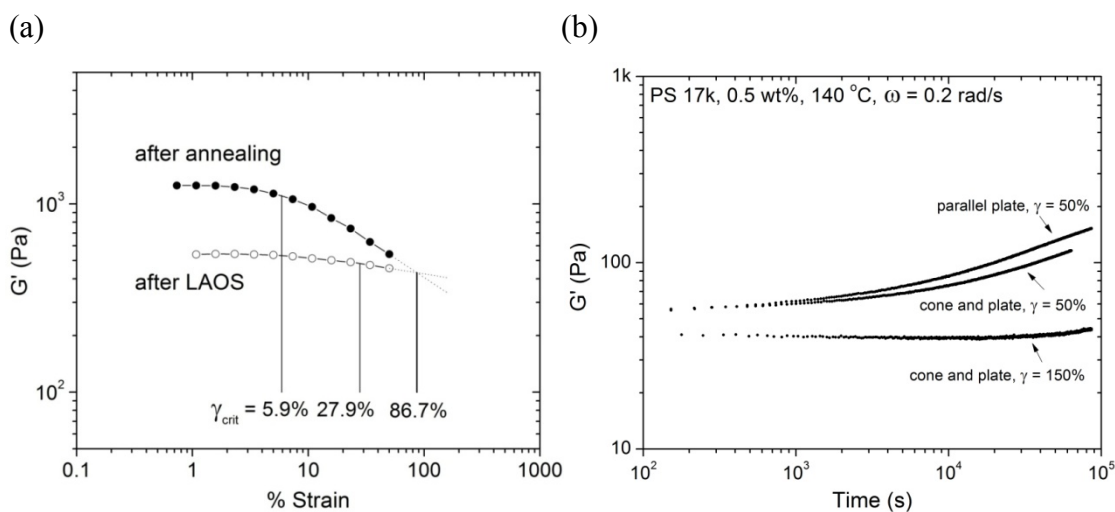 (a)
(b)
after annealing
after LAOS
γcrit = 5.9% 27.9% 86.7%
G' (Pa)
10³
10²
0.1 1 10 100 1000
% Strain
PS 17k, 0.5 wt%, 140 °C, ω = 0.2 rad/s
parallel plate, γ = 50%
cone and plate, γ = 50%
cone and plate, γ = 150%
G' (Pa)
1k
100
10
10² 10³ 10⁴ 10⁵
Time (s)